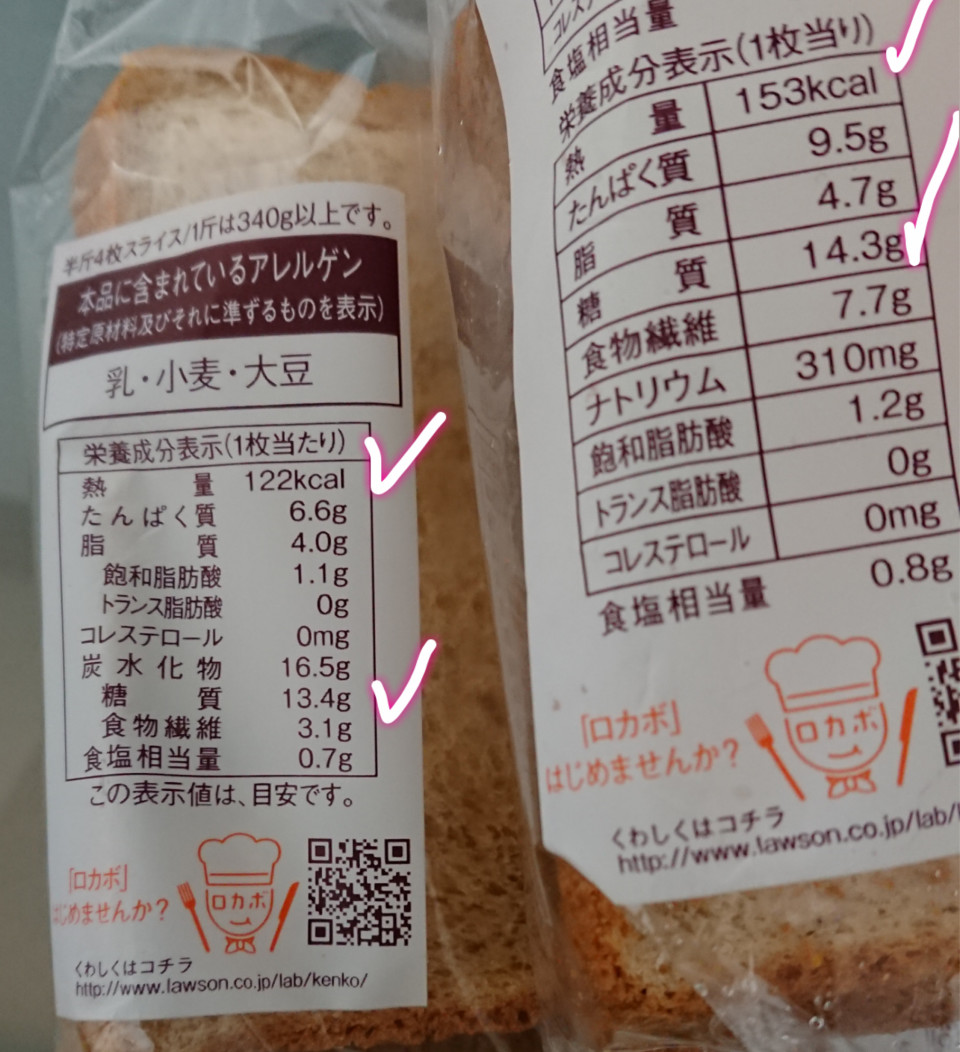 半斤4枚スライス/1斤は340g以上です。
本品に含まれているアレルゲン
(特定原材料及びそれに準ずるものを表示)
乳・小麦・大豆
栄養成分表示(1枚当たり)
熱量 122kcal
たんぱく質 6.6g
脂質 4.0g
飽和脂肪酸 1.1g
トランス脂肪酸 0g
コレステロール 0mg
炭水化物 16.5g
糖質 13.4g
食物繊維 3.1g
食塩相当量 0.7g
この表示値は、目安です。
「ロカボ」
はじめませんか?
ロカボ
くわしくはコチラ
http://www.lawson.co.jp/lab/kenko/
食塩相当量
栄養成分表示(1枚当り)
熱量 153kcal
たんぱく質 9.5g
脂質 4.7g
糖質 14.3g
食物繊維 7.7g
ナトリウム 310mg
飽和脂肪酸 1.2g
トランス脂肪酸 0g
コレステロール 0mg
食塩相当量 0.8g
「ロカボ」
はじめませんか?
ロカボ
くわしくはコチラ
http://www.lawson.co.jp/lab/